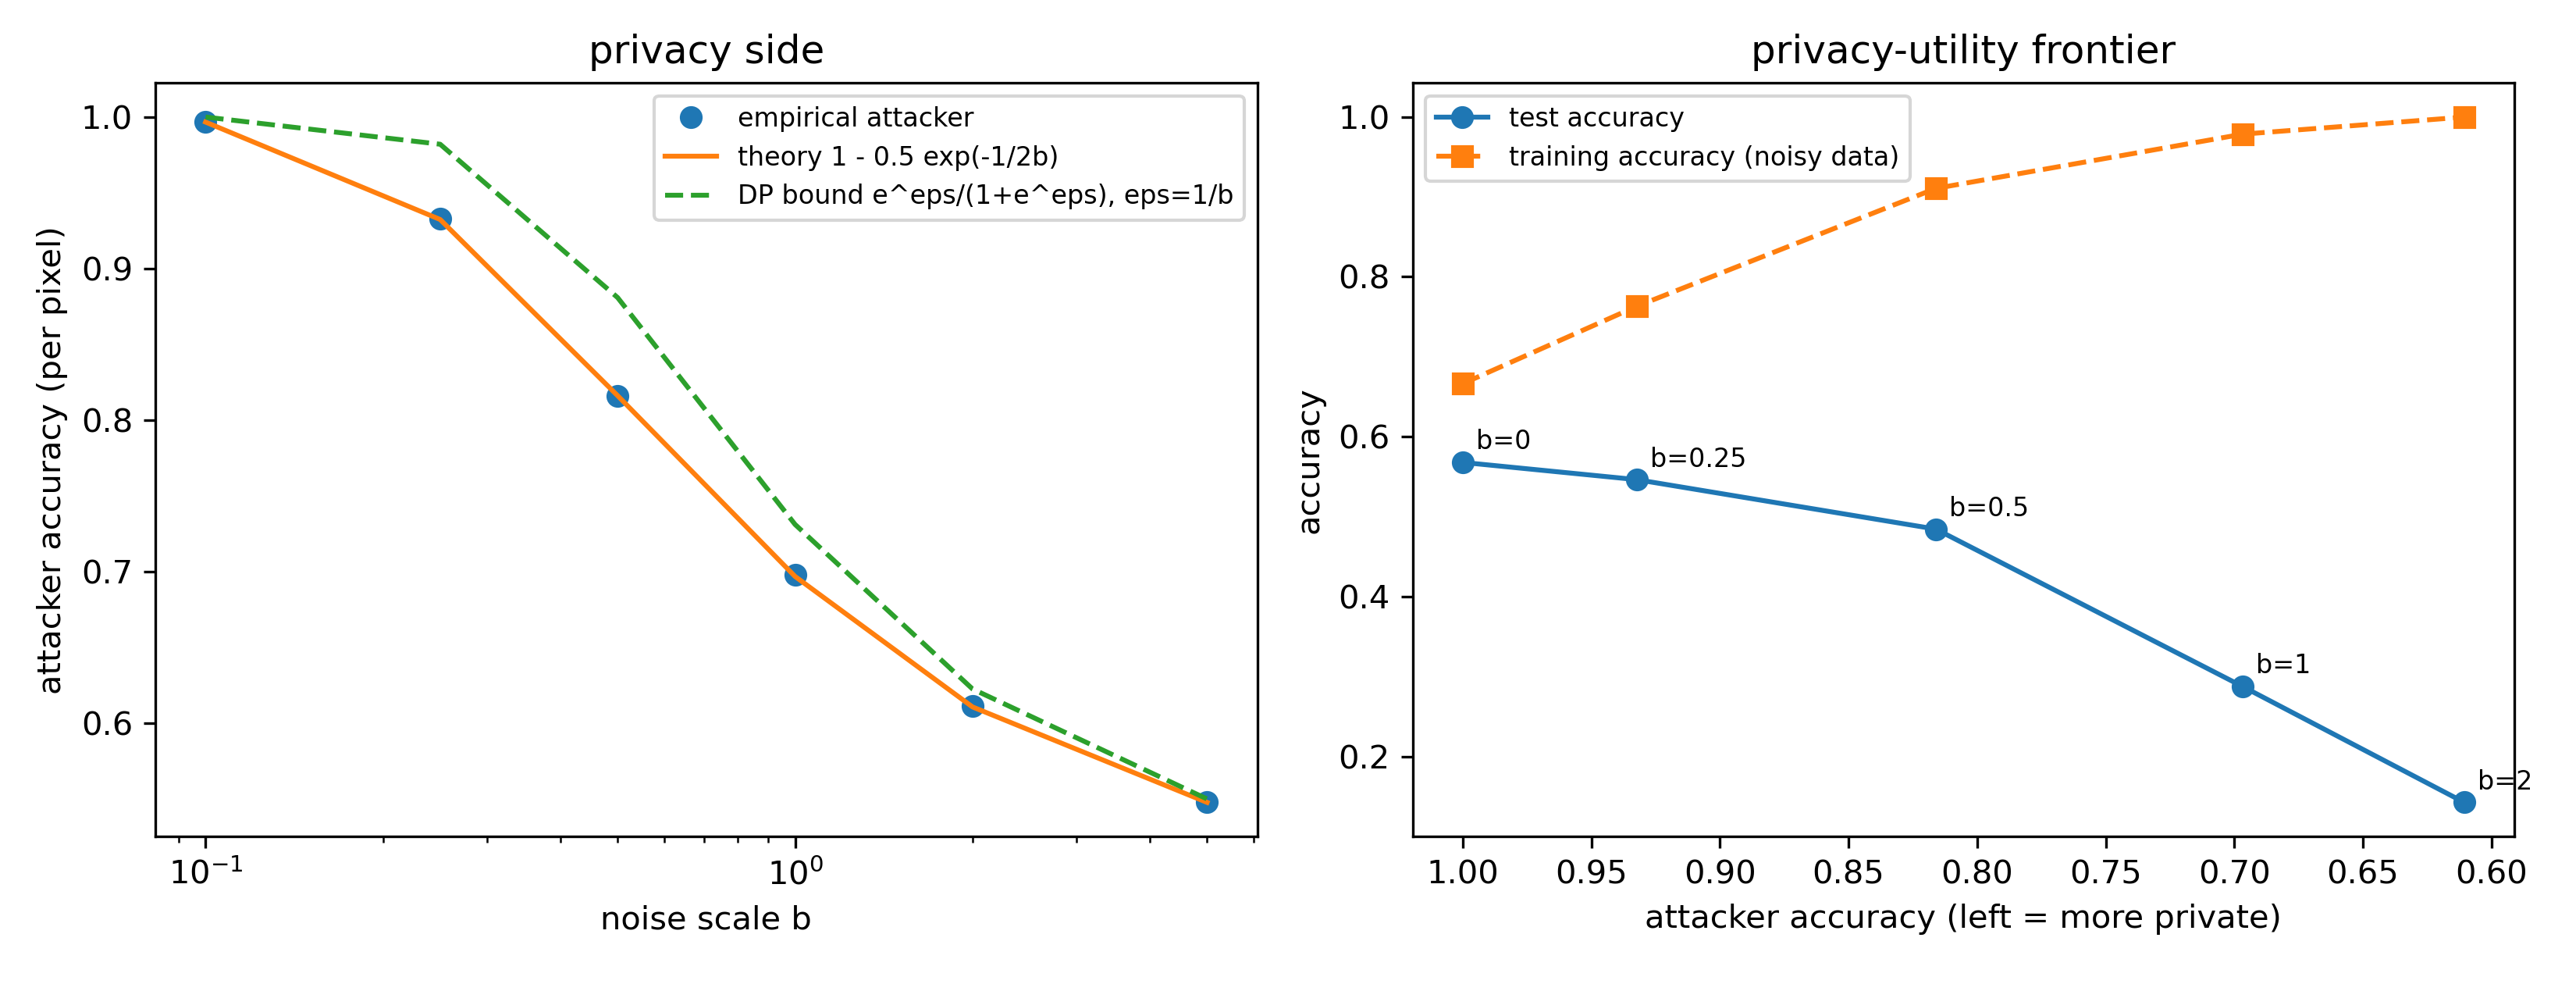 privacy side
empirical attacker
theory 1 - 0.5 exp(-1/2b)
DP bound e^eps/(1+e^eps), eps=1/b
attacker accuracy (per pixel)
1.0
0.9
0.8
0.7
0.6
10⁻¹
10⁰
noise scale b
privacy-utility frontier
test accuracy
training accuracy (noisy data)
accuracy
1.0
0.8
0.6
0.4
0.2
b=0
b=0.25
b=0.5
b=1
b=2
1.00 0.95 0.90 0.85 0.80 0.75 0.70 0.65 0.60
attacker accuracy (left = more private)